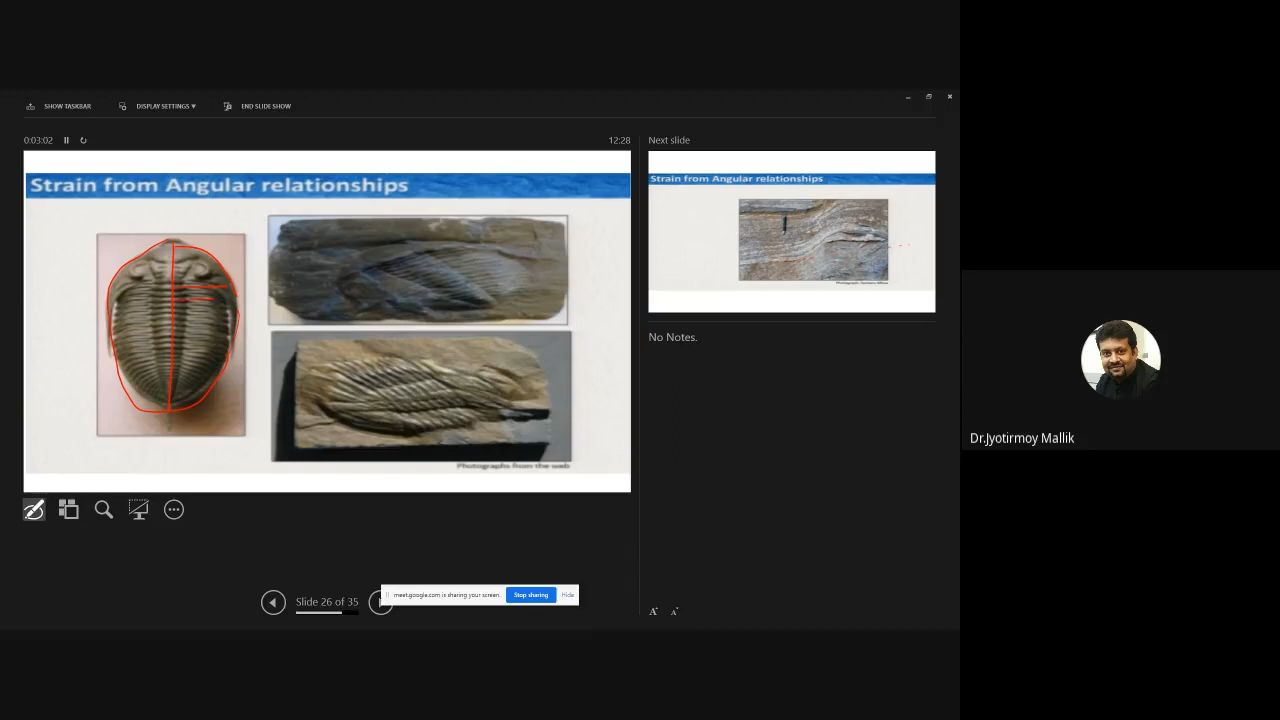 SHOW TASKBAR
DISPLAY SETTINGS ▼
END SLIDE SHOW
0:03:02
12:28
Next slide
Strain from Angular relationships
Photographs from the web
Strain from Angular relationships
No Notes.
Slide 26 of 35
meet.google.com is sharing your screen.
Stop sharing
Hide
A
A
Dr.Jyotirmoy Mallik